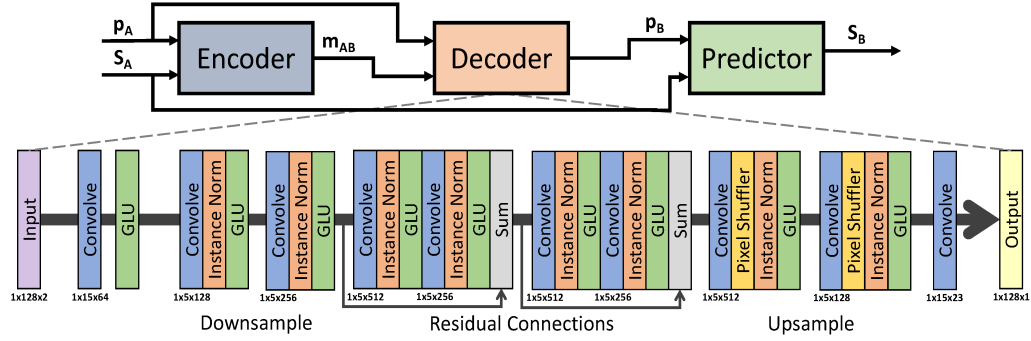 pA
SA
Encoder
mAB
Decoder
pB
Predictor
SB
Input
Convolve
GLU
Convolve
Instance Norm
GLU
Convolve
Instance Norm
GLU
Convolve
Instance Norm
GLU
Convolve
Instance Norm
GLU
Sum
Convolve
Instance Norm
GLU
Convolve
Instance Norm
GLU
Sum
Convolve
Pixel Shuffler
Instance Norm
GLU
Convolve
Pixel Shuffler
Instance Norm
GLU
Convolve
Output
1x128x2
1x15x64
1x5x128
1x5x256
1x5x512
1x5x256
1x5x512
1x5x256
1x5x512
1x5x128
1x15x23
1x128x1
Downsample
Residual Connections
Upsample